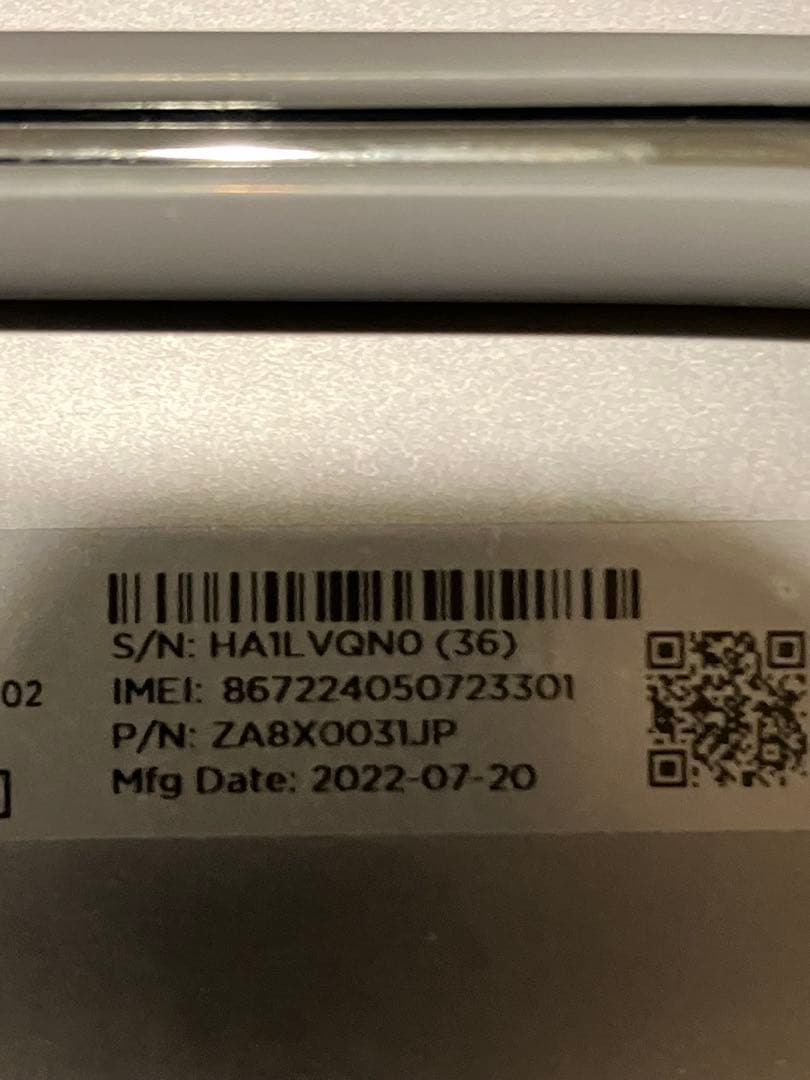 S/N: HA1LVQN0 (36)
02
IMEI: 867224050723301
P/N: ZA8X0031JP
Mfg Date: 2022-07-20